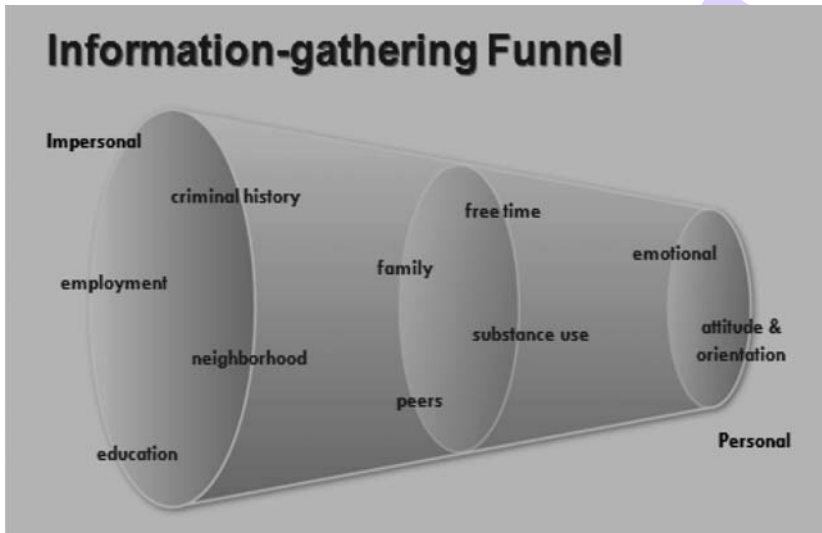 Information-gathering Funnel
Impersonal
criminal history
employment
neighborhood
education
free time
family
substance use
peers
emotional
attitude &
orientation
Personal